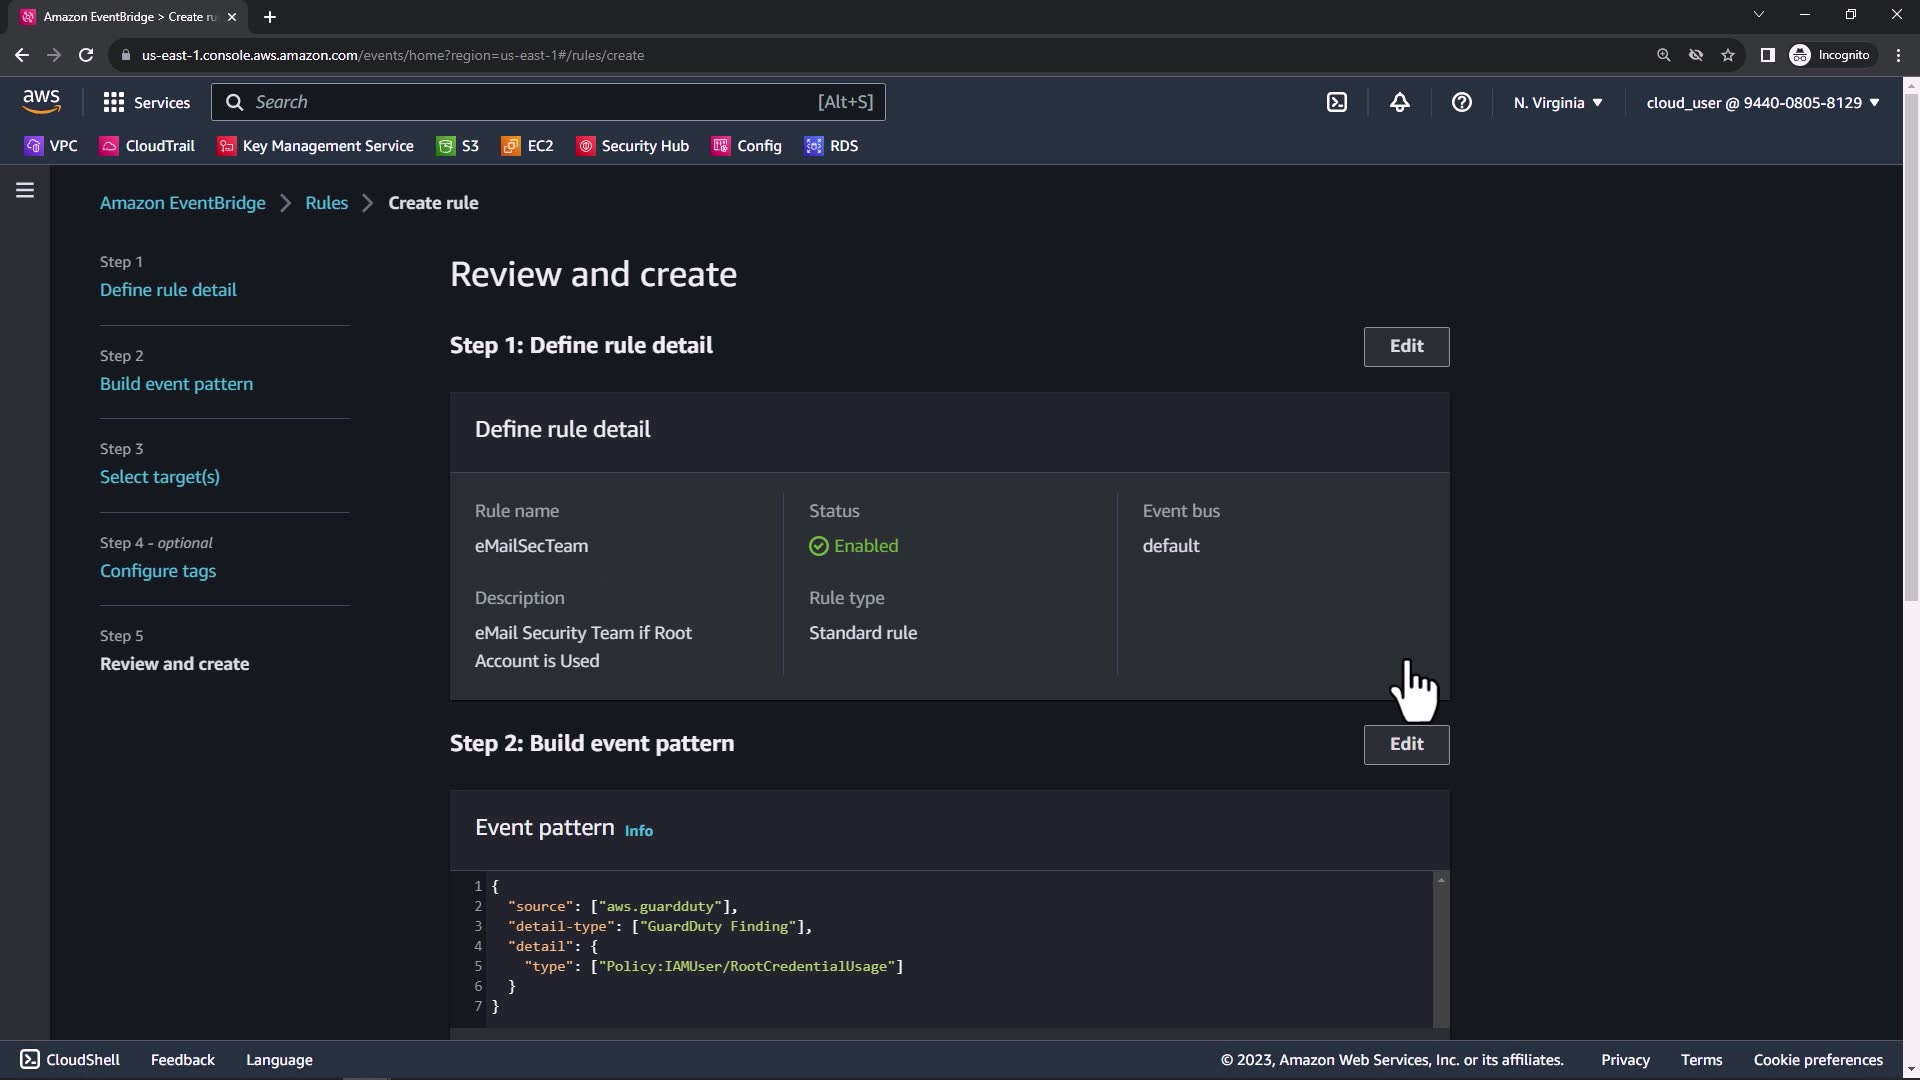 Amazon EventBridge > Create ru
us-east-1.console.aws.amazon.com/events/home?region=us-east-1#/rules/create
Incognito
aws
Services
Search
[Alt+S]
N. Virginia
cloud_user @ 9440-0805-8129
VPC
CloudTrail
Key Management Service
S3
EC2
Security Hub
Config
RDS
Amazon EventBridge
Rules
Create rule
Step 1
Define rule detail
Step 2
Build event pattern
Step 3
Select target(s)
Step 4 - optional
Configure tags
Step 5
Review and create
Review and create
Step 1: Define rule detail
Edit
Define rule detail
Rule name
eMailSecTeam
Description
eMail Security Team if Root
Account is Used
Status
Enabled
Rule type
Standard rule
Event bus
default
Step 2: Build event pattern
Edit
Event pattern Info
1 {
2 "source": ["aws.guardduty"],
3 "detail-type": ["GuardDuty Finding"],
4 "detail": {
5 "type": ["Policy:IAMUser/RootCredentialUsage"]
6 }
7 }
CloudShell
Feedback
Language
© 2023, Amazon Web Services, Inc. or its affiliates.
Privacy
Terms
Cookie preferences